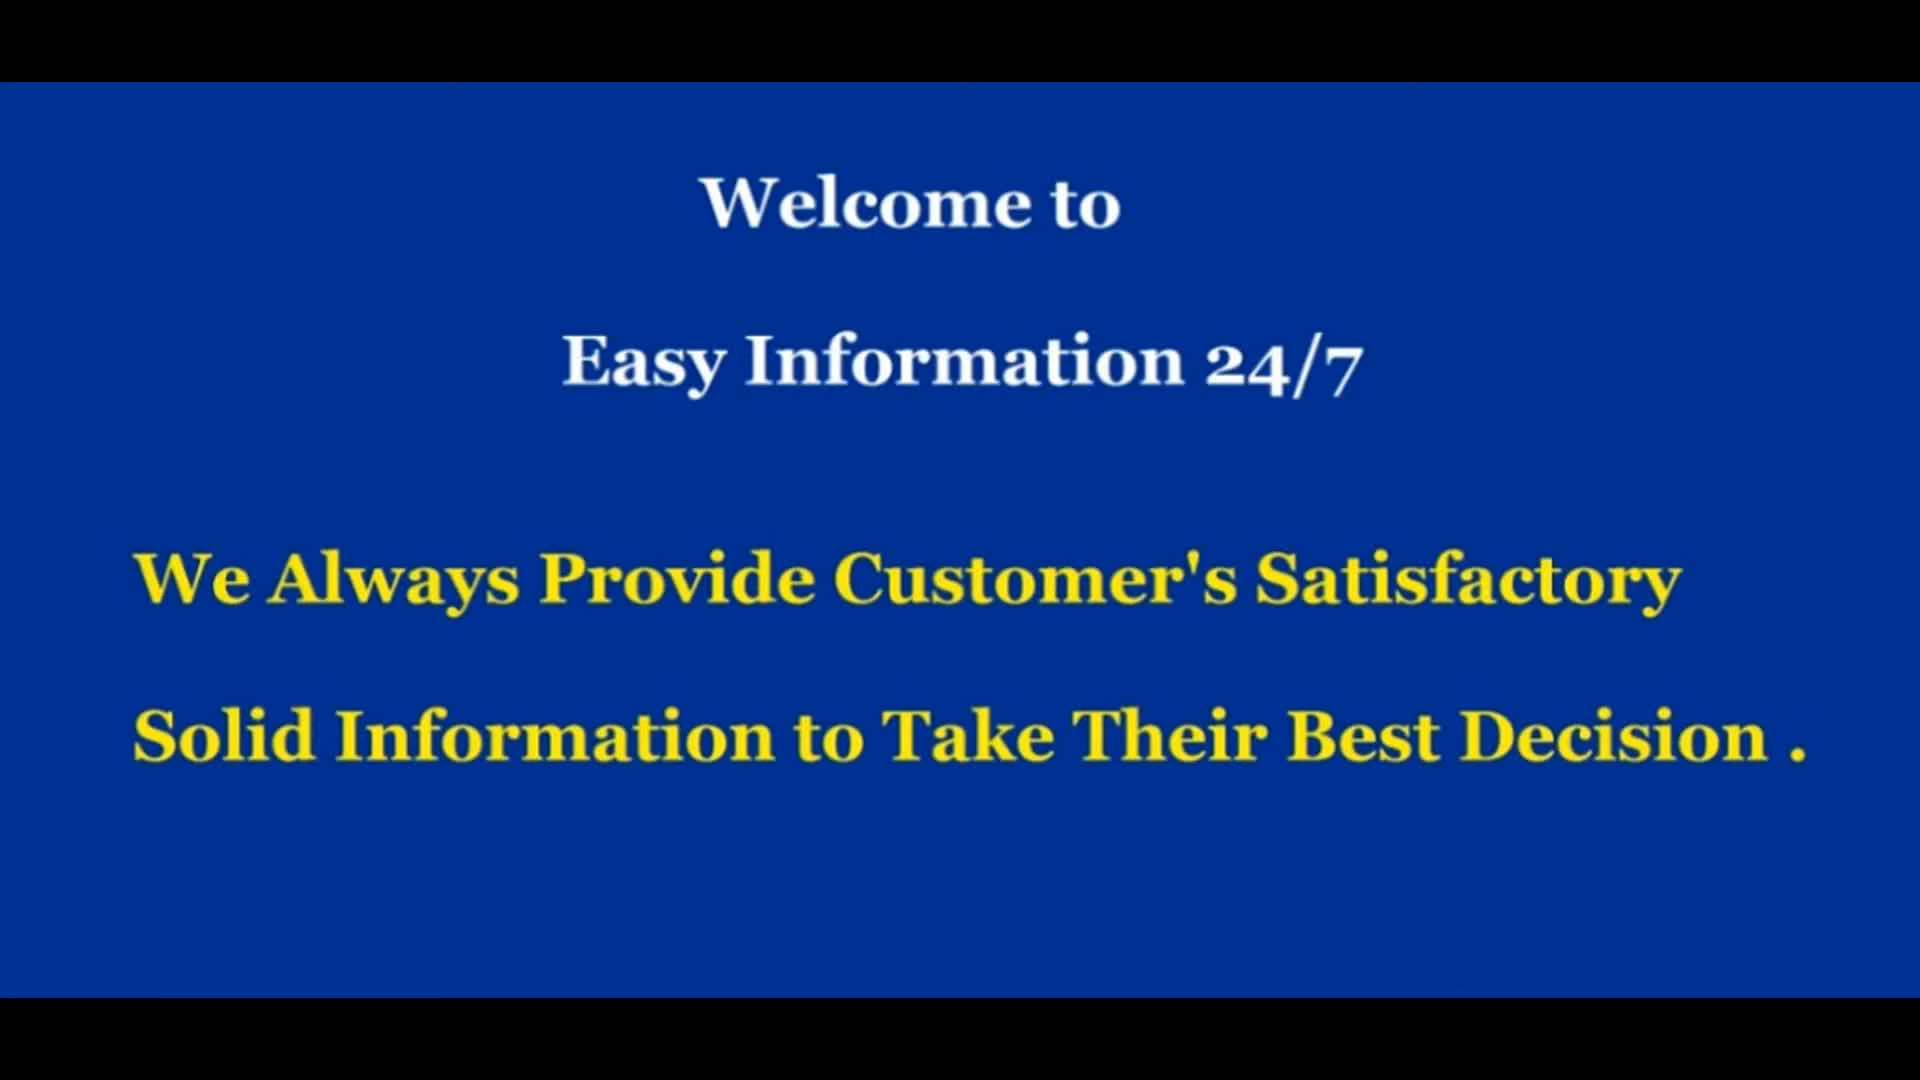 Welcome to
Easy Information 24/7
We Always Provide Customer's Satisfactory
Solid Information to Take Their Best Decision .